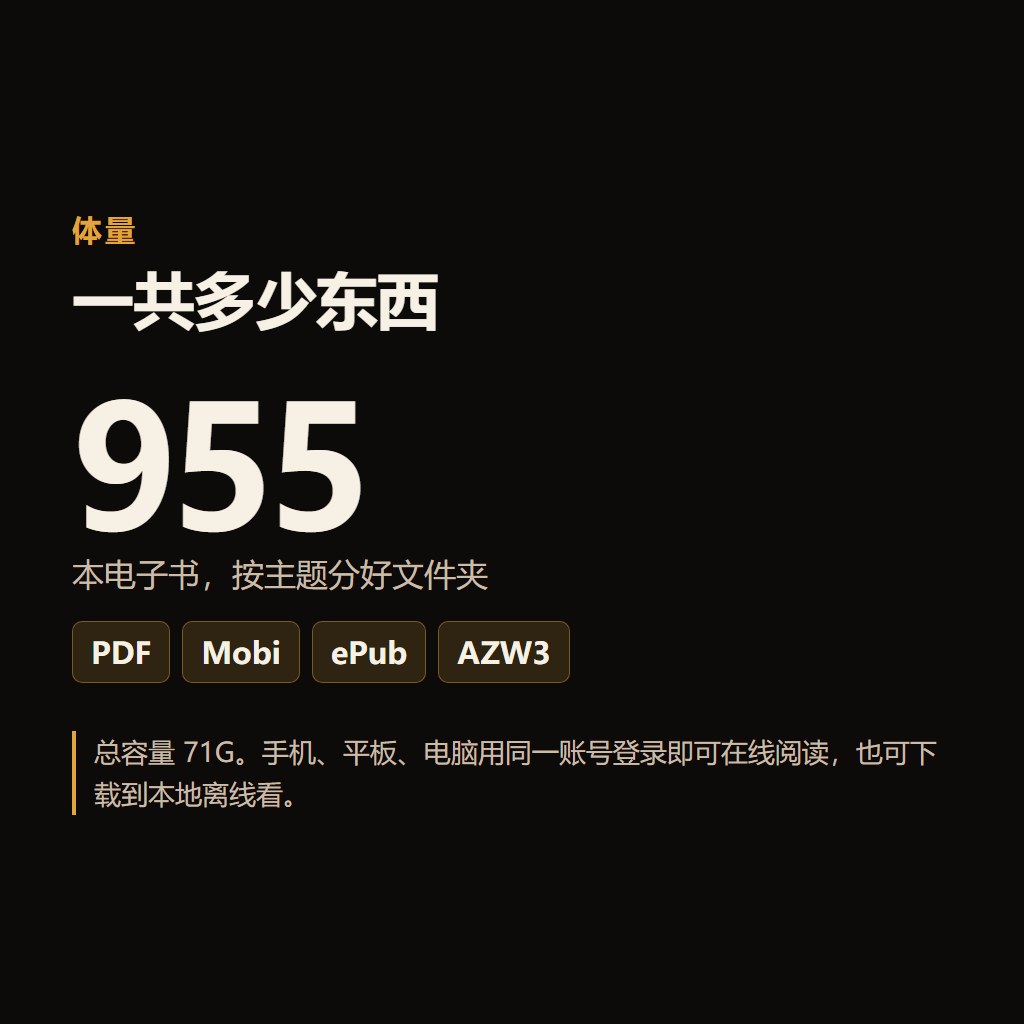 体量
一共多少东西
955
本电子书，按主题分好文件夹
PDF Mobi ePub AZW3
总容量 71G。手机、平板、电脑用同一账号登录即可在线阅读，也可下
载到本地离线看。